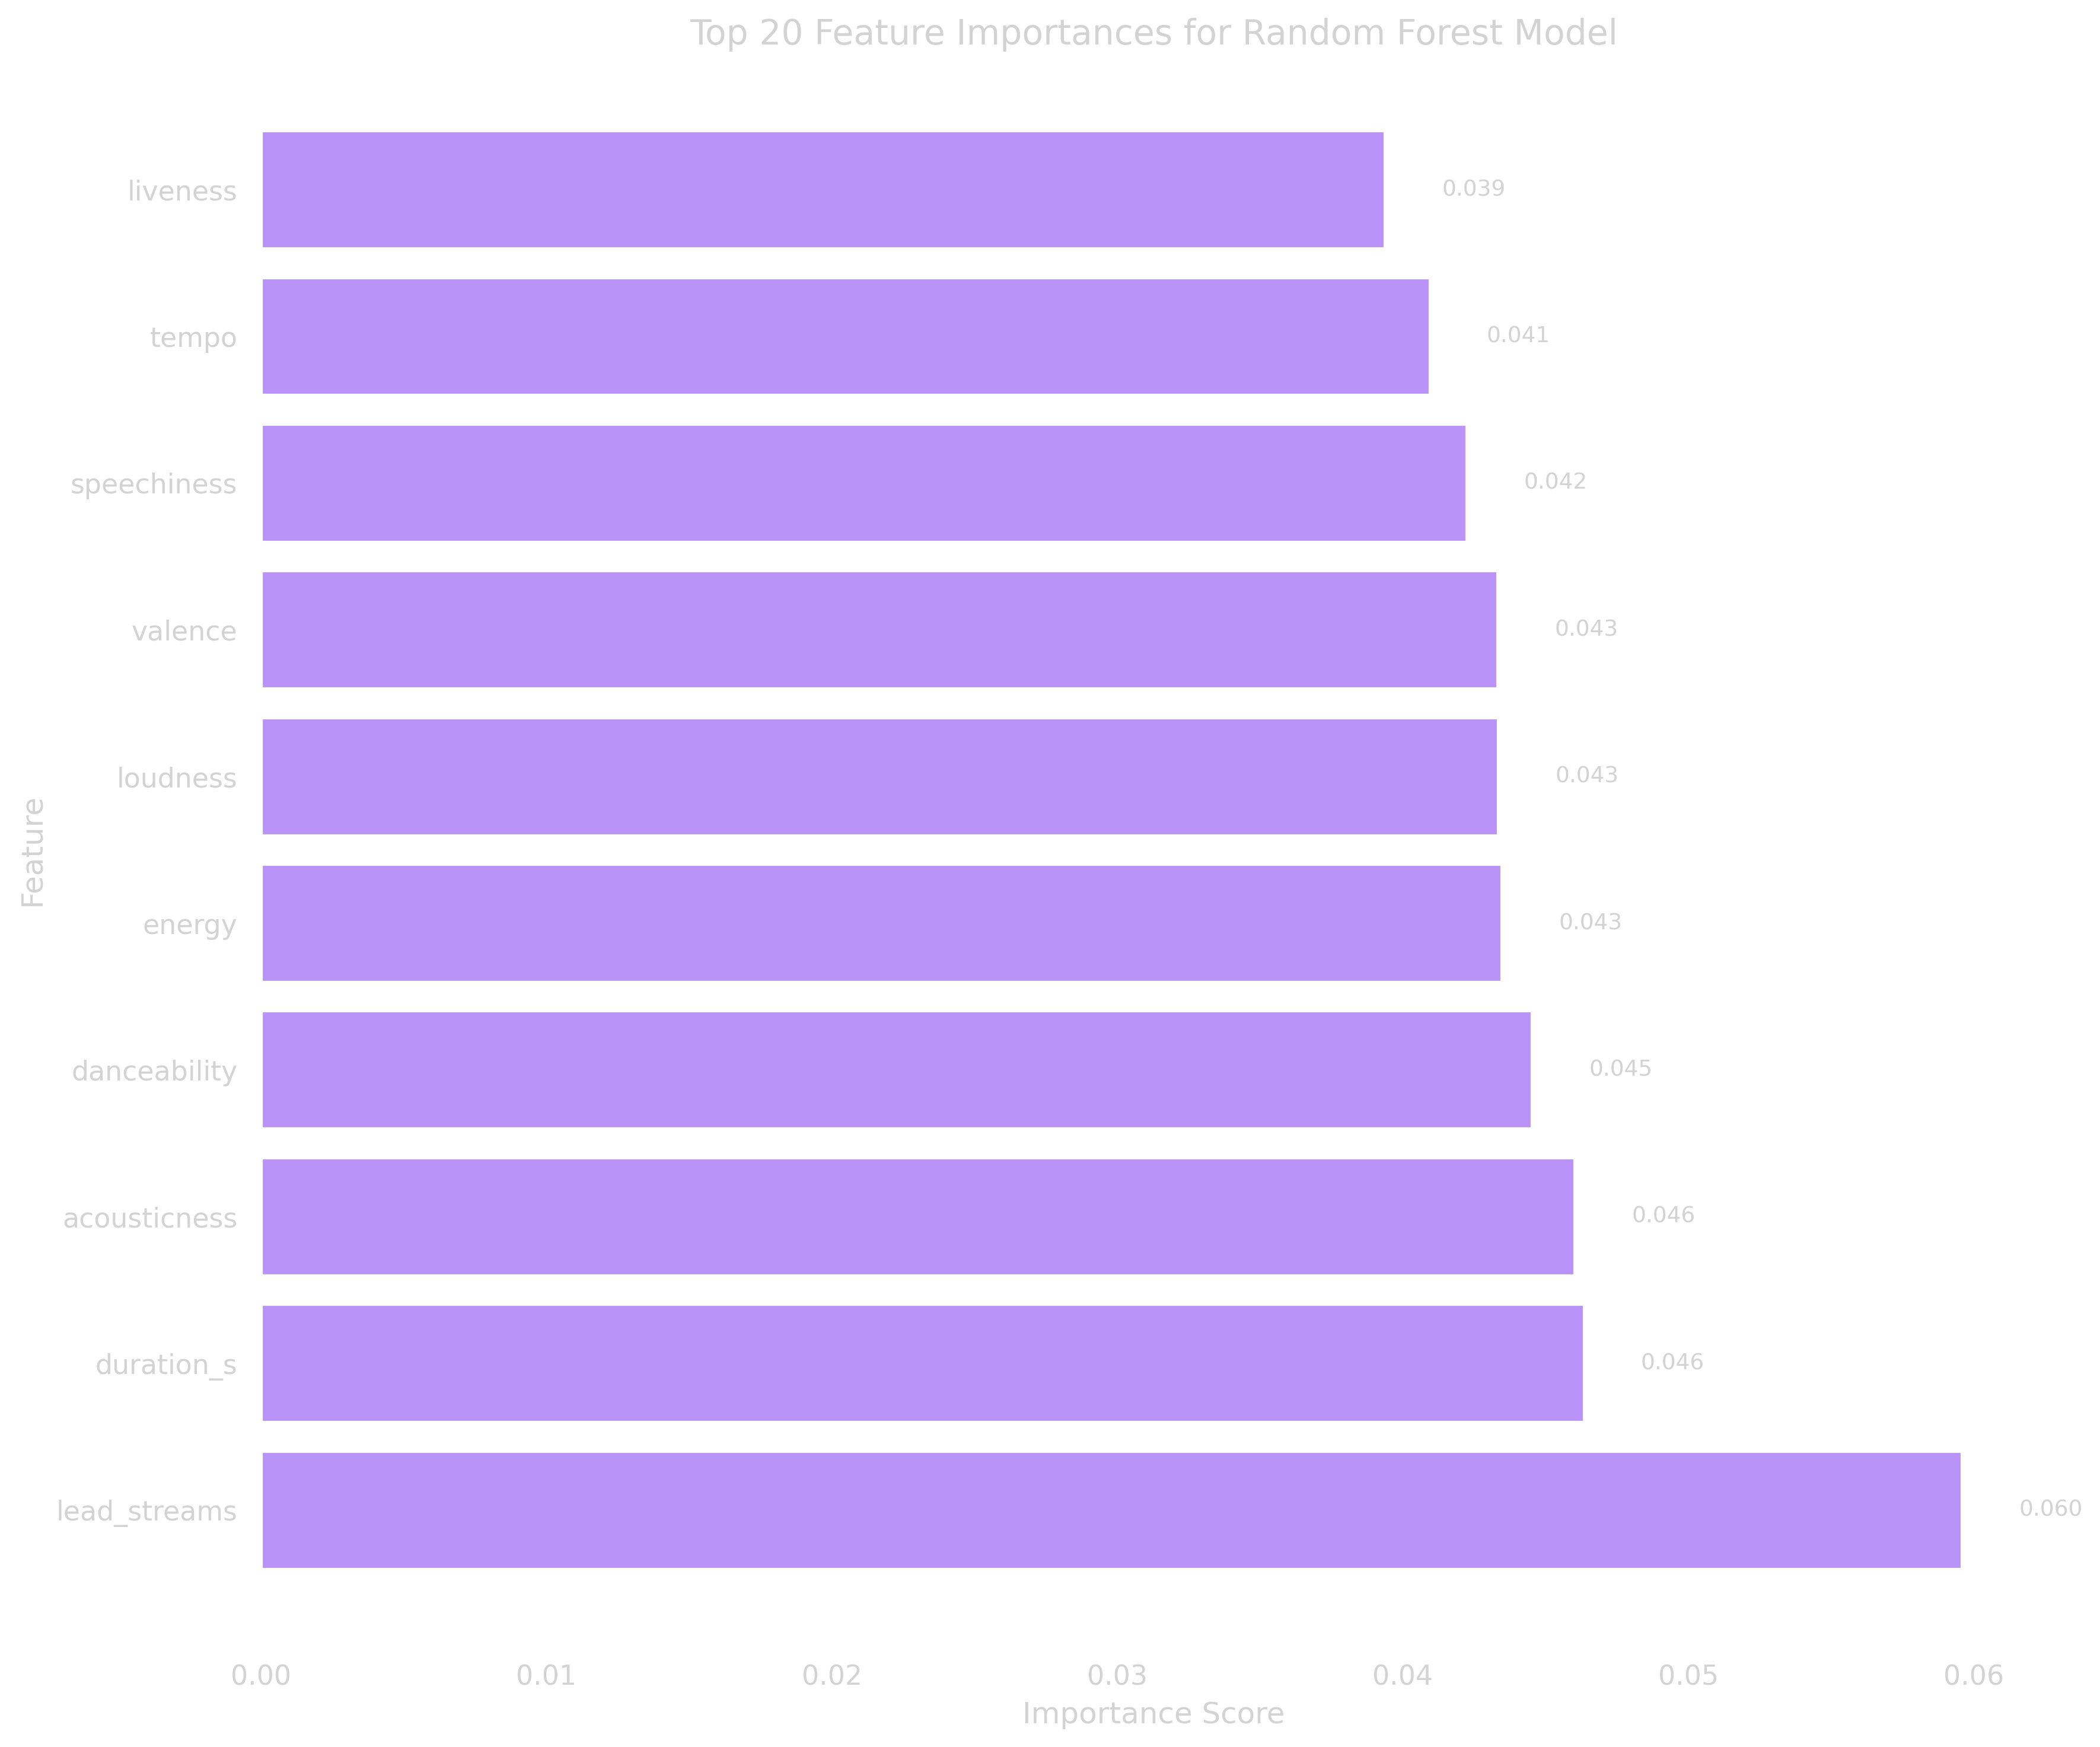 Top 20 Feature Importances for Random Forest Model
liveness 0.039
tempo 0.041
speechiness 0.042
valence 0.043
loudness 0.043
Feature
energy 0.043
danceability 0.045
acousticness 0.046
duration_s 0.046
lead_streams 0.060
0.00 0.01 0.02 0.03 0.04 0.05 0.06
Importance Score